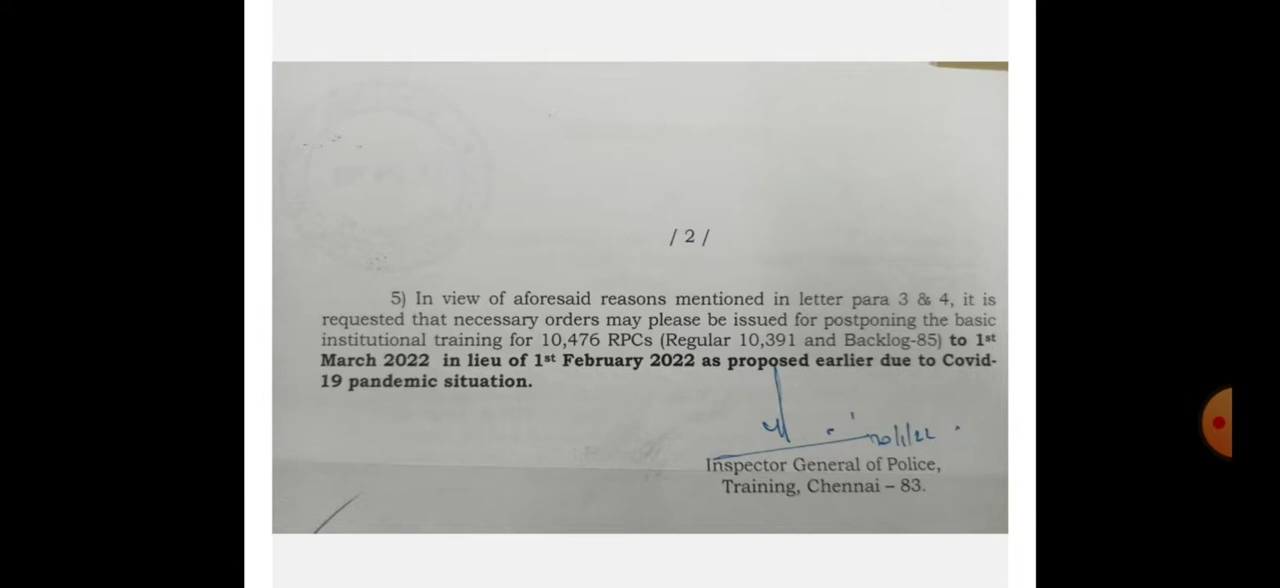 / 2 /
5) In view of aforesaid reasons mentioned in letter para 3 & 4, it is
requested that necessary orders may please be issued for postponing the basic
institutional training for 10,476 RPCs (Regular 10,391 and Backlog-85) to 1st
March 2022 in lieu of 1st February 2022 as proposed earlier due to Covid-
19 pandemic situation.
Inspector General of Police,
Training, Chennai – 83.